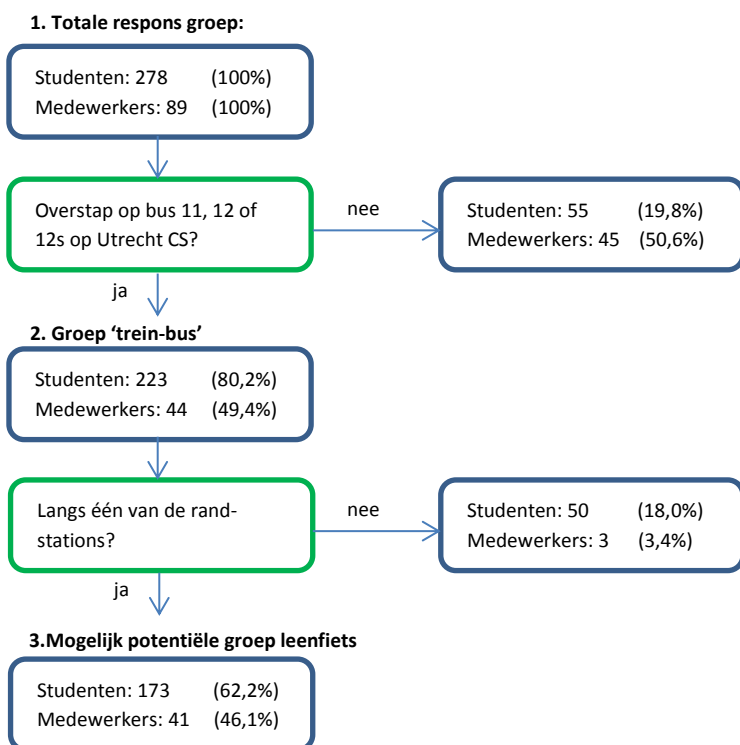 1. Totale respons groep:
Studenten: 278 (100%)
Medewerkers: 89 (100%)
Overstap op bus 11, 12 of
12s op Utrecht CS?
nee
Studenten: 55 (19,8%)
Medewerkers: 45 (50,6%)
ja
2. Groep ‘trein-bus’
Studenten: 223 (80,2%)
Medewerkers: 44 (49,4%)
Langs één van de rand-
stations?
nee
Studenten: 50 (18,0%)
Medewerkers: 3 (3,4%)
ja
3.Mogelijk potentiële groep leenfiets
Studenten: 173 (62,2%)
Medewerkers: 41 (46,1%)